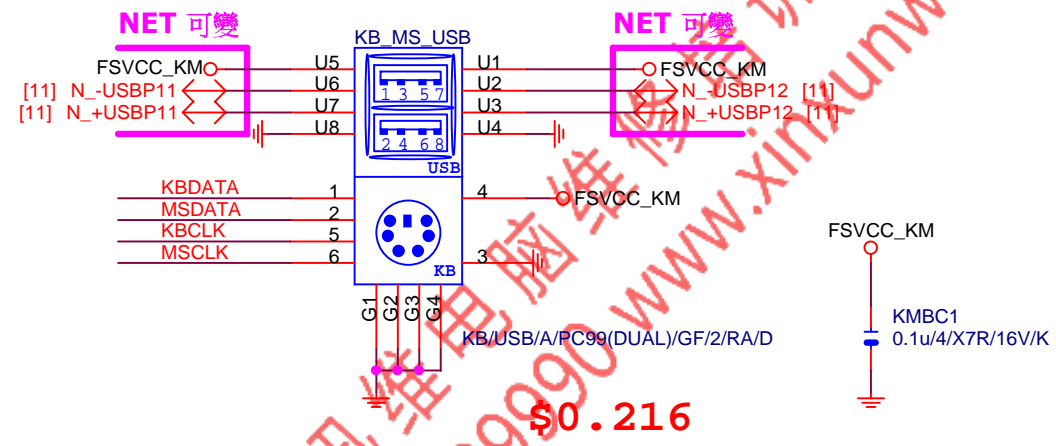 NET 可變
NET 可變
KB_MS_USB
FSVCC_KM
U5
U1
FSVCC_KM
[11] N_-USBP11
U6
U2
N_-USBP12 [11]
[11] N_+USBP11
U7
U3
N_+USBP12 [11]
U8
U4
1 3 5 7
2 4 6 8
USB
KBDATA
1
4
FSVCC_KM
MSDATA
2
KBCLK
5
MSCLK
6
3
KB
G1
G2
G3
G4
KB/USB/A/PC99(DUAL)/GF/2/RA/D
FSVCC_KM
KMBC1
0.1u/4/X7R/16V/K
$0.216